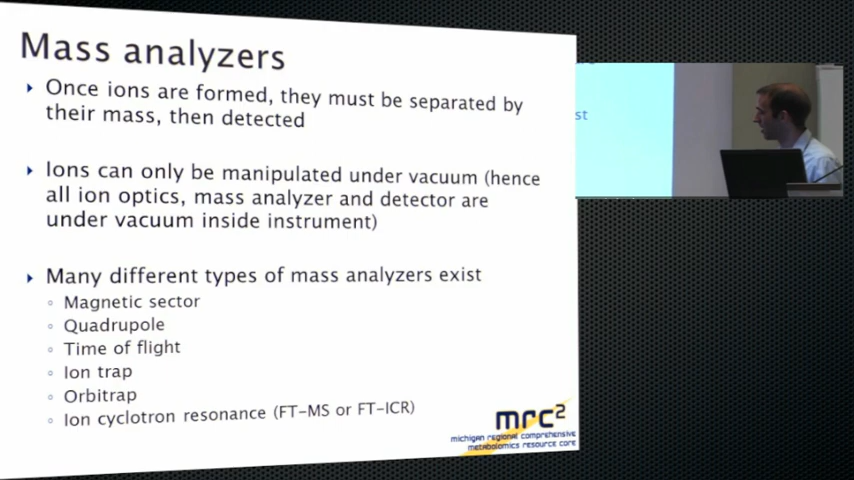 Mass analyzers
Once ions are formed, they must be separated by
their mass, then detected
Ions can only be manipulated under vacuum (hence
all ion optics, mass analyzer and detector are
under vacuum inside instrument)
Many different types of mass analyzers exist
Magnetic sector
Quadrupole
Time of flight
Ion trap
Orbitrap
Ion cyclotron resonance (FT-MS or FT-ICR)
mrc2
michigan regional comprehensive
metabolomics resource core
st